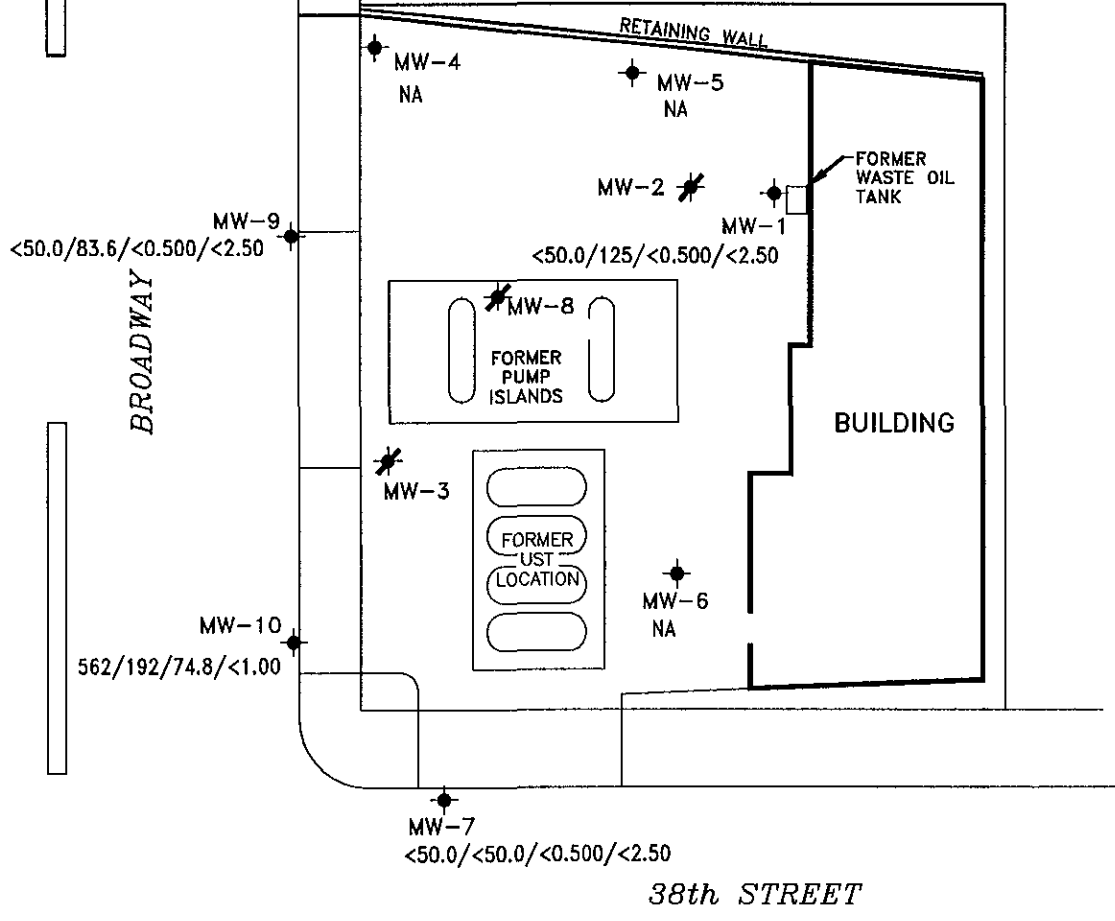 RETAINING WALL
MW-4
NA
MW-5
NA
FORMER
WASTE OIL
TANK
MW-2
MW-1
<50.0/125/<0.500/<2.50
MW-9
<50.0/83.6/<0.500/<2.50
BROADWAY
MW-8
FORMER
PUMP
ISLANDS
BUILDING
MW-3
FORMER
UST
LOCATION
MW-6
NA
MW-10
562/192/74.8/<1.00
MW-7
<50.0/<50.0/<0.500/<2.50
38th STREET